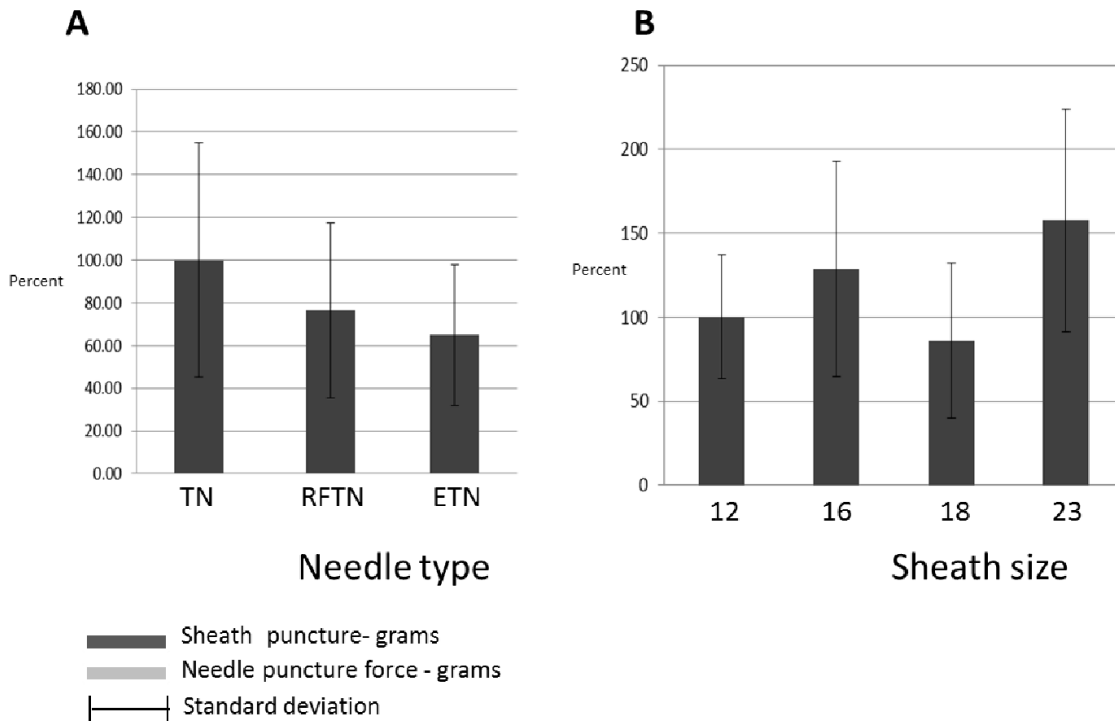 A
180.00
160.00
140.00
120.00
100.00
80.00
60.00
40.00
20.00
0.00
Percent
TN RFTN ETN
Needle type
B
250
200
150
100
50
0
Percent
12 16 18 23
Sheath size
Sheath puncture- grams
Needle puncture force - grams
Standard deviation